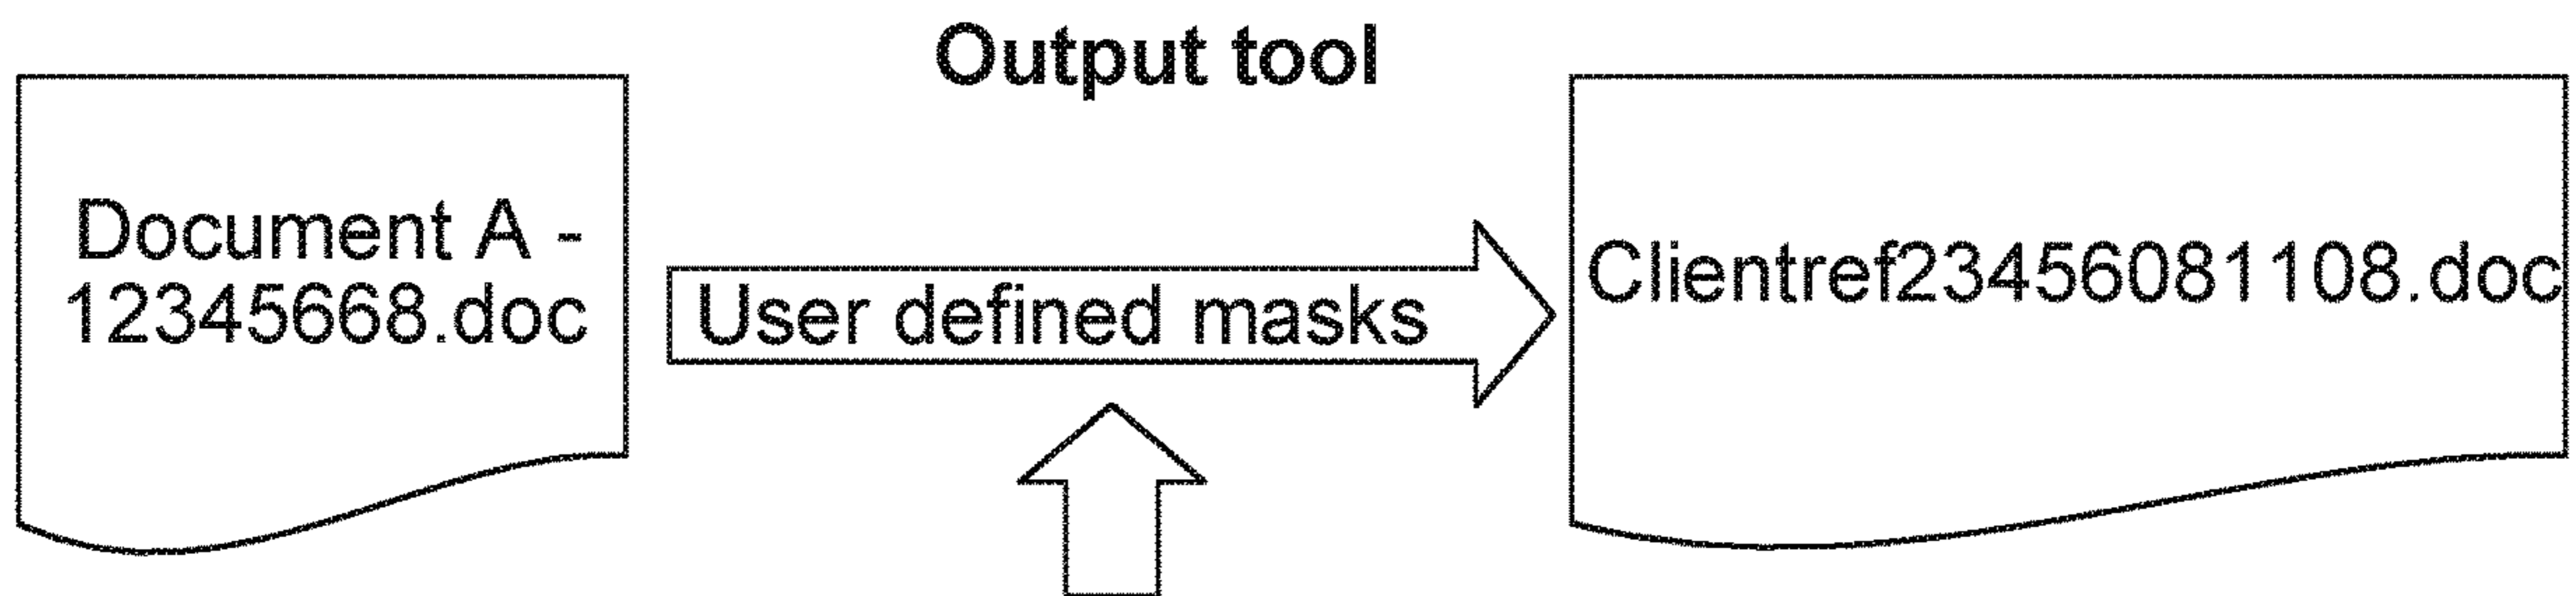 Output tool
Document A -
12345668.doc
User defined masks
Clientref23456081108.doc